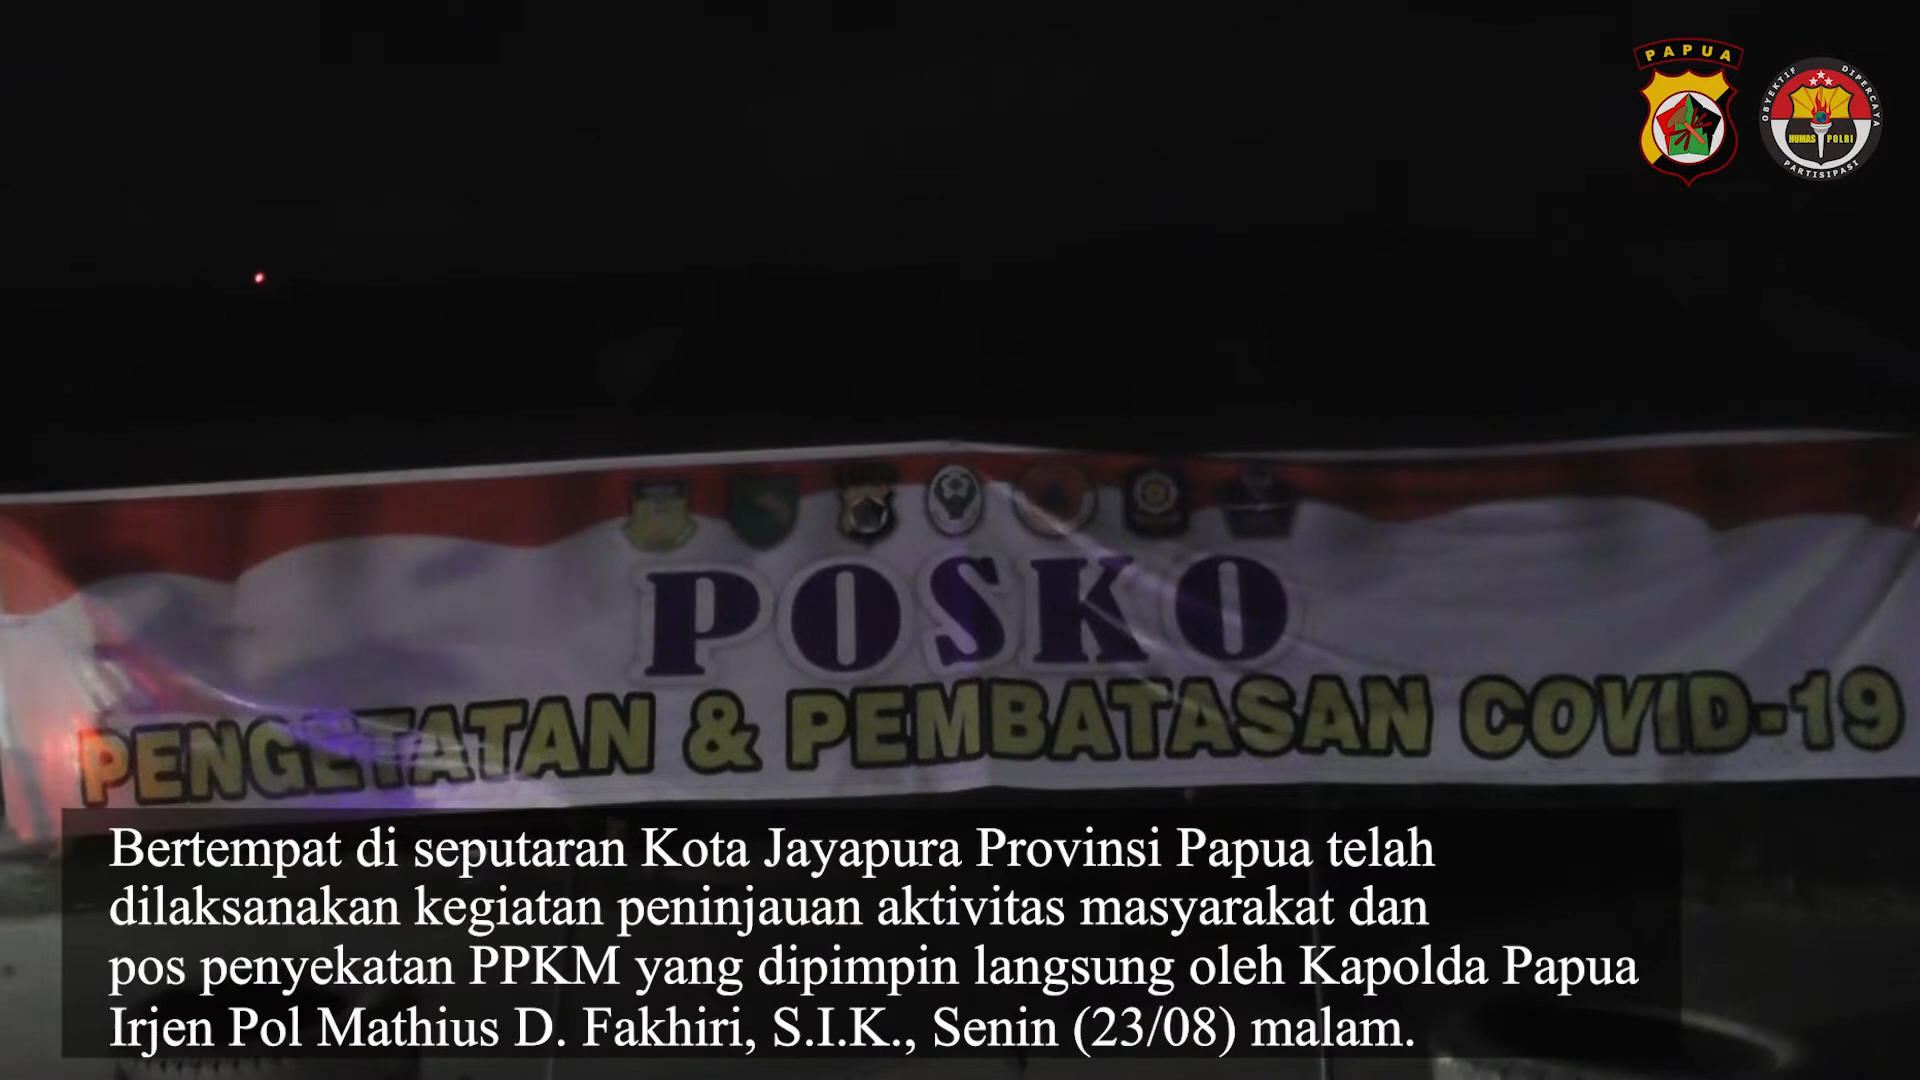 PAPUA
OBYEKTIF DIPERCAYA
HUMAS POLRI
PARTISIPASI
POSKO
PENGETATAN & PEMBATASAN COVID-19
Bertempat di seputaran Kota Jayapura Provinsi Papua telah
dilaksanakan kegiatan peninjauan aktivitas masyarakat dan
pos penyekatan PPKM yang dipimpin langsung oleh Kapolda Papua
Irjen Pol Mathius D. Fakhiri, S.I.K., Senin (23/08) malam.